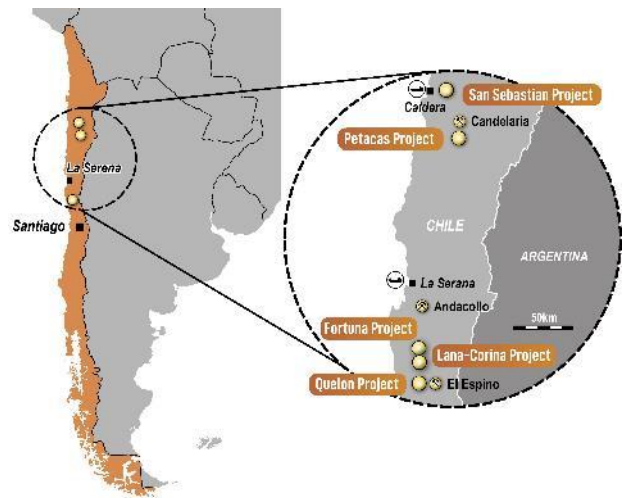 La Serena
Santiago
San Sebastian Project
Caldera
Candelaria
Petacas Project
CHILE
ARGENTINA
La Serana
Andacollo
50km
Fortuna Project
Lana-Corina Project
Quelon Project
El Espino